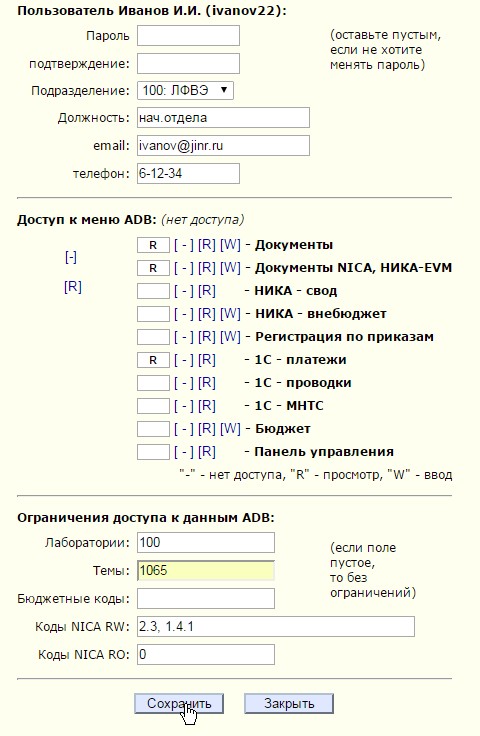 Пользователь Иванов И.И. (ivanov22):
Пароль (оставьте пустым,
если не хотите
менять пароль)
подтверждение:
Подразделение: 100: ЛФВЭ
Должность: нач.отдела
email: ivanov@jinr.ru
телефон: 6-12-34
Доступ к меню ADB: (нет доступа)
[-]
[R]
R [ - ] [R] [W] - Документы
R [ - ] [R] [W] - Документы NICA, НИКА-EVM
[ - ] [R] - НИКА - свод
[ - ] [R] [W] - НИКА - внебюджет
[ - ] [R] [W] - Регистрация по приказам
R [ - ] [R] - 1С - платежи
[ - ] [R] - 1С - проводки
[ - ] [R] - 1С - МНТС
[ - ] [R] [W] - Бюджет
[ - ] [R] - Панель управления
"-" - нет доступа, "R" - просмотр, "W" - ввод
Ограничения доступа к данным ADB:
Лаборатории: 100
(если поле
пустое,
то без
ограничений)
Темы: 1065
Бюджетные коды:
Коды NICA RW: 2.3, 1.4.1
Коды NICA RO: 0
Сохранить Закрыть